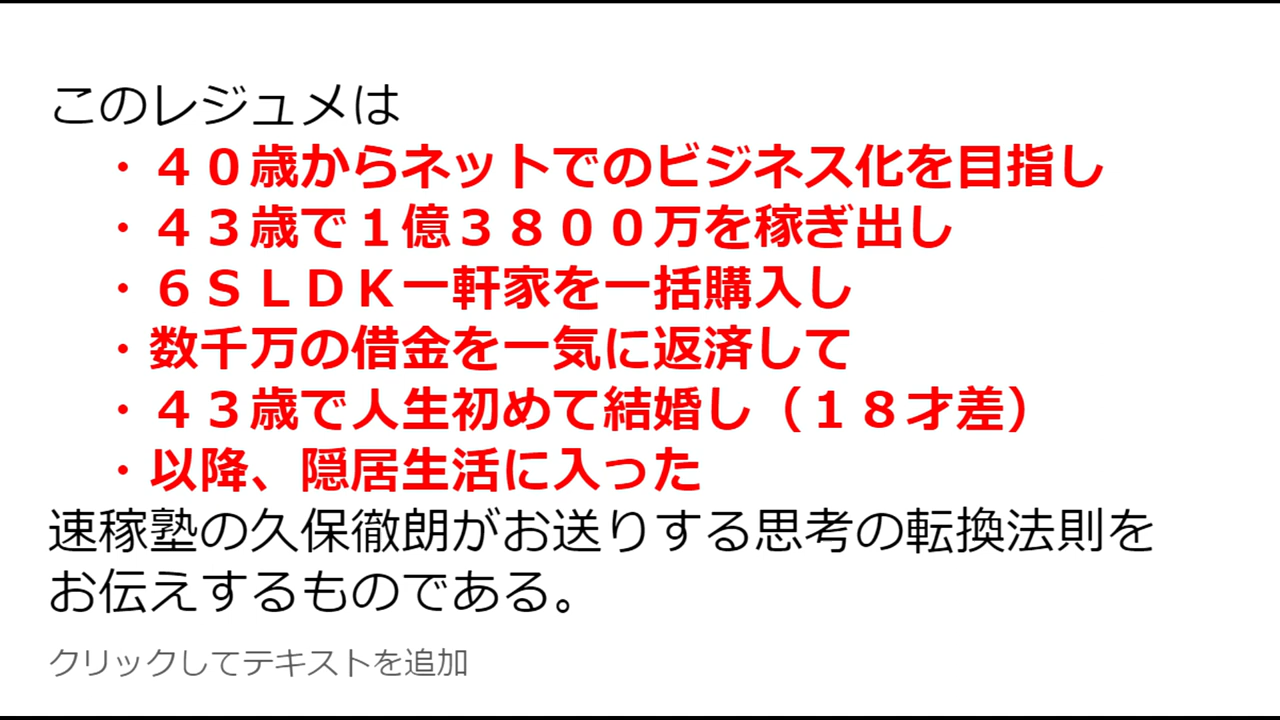 このレジュメは
・４０歳からネットでのビジネス化を目指し
・４３歳で１億３８００万を稼ぎ出し
・６ＳＬＤＫ一軒家を一括購入し
・数千万の借金を一気に返済して
・４３歳で人生初めて結婚し（１８才差）
・以降、隠居生活に入った
速稼塾の久保徹朗がお送りする思考の転換法則を
お伝えするものである。
クリックしてテキストを追加